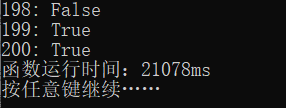 198: False
199: True
200: True
函数运行时间：21078ms
按任意键继续……